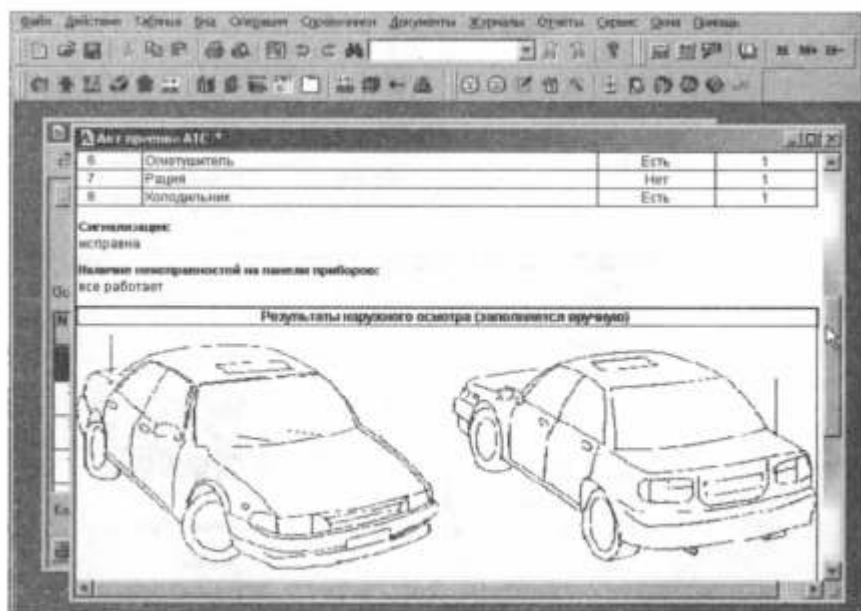 Файл Действия Таблица Вид Операции Справочники Документы Журналы Отчеты Сервис Окна Помощь
Акт приемки АТС *
6 Огнетушитель Есть 1
7 Рация Нет 1
8 Холодильник Есть 1
Сигнализация:
исправна
Наличие неисправностей на панели приборов:
все работает
Результаты наружного осмотра (заполняется вручную)